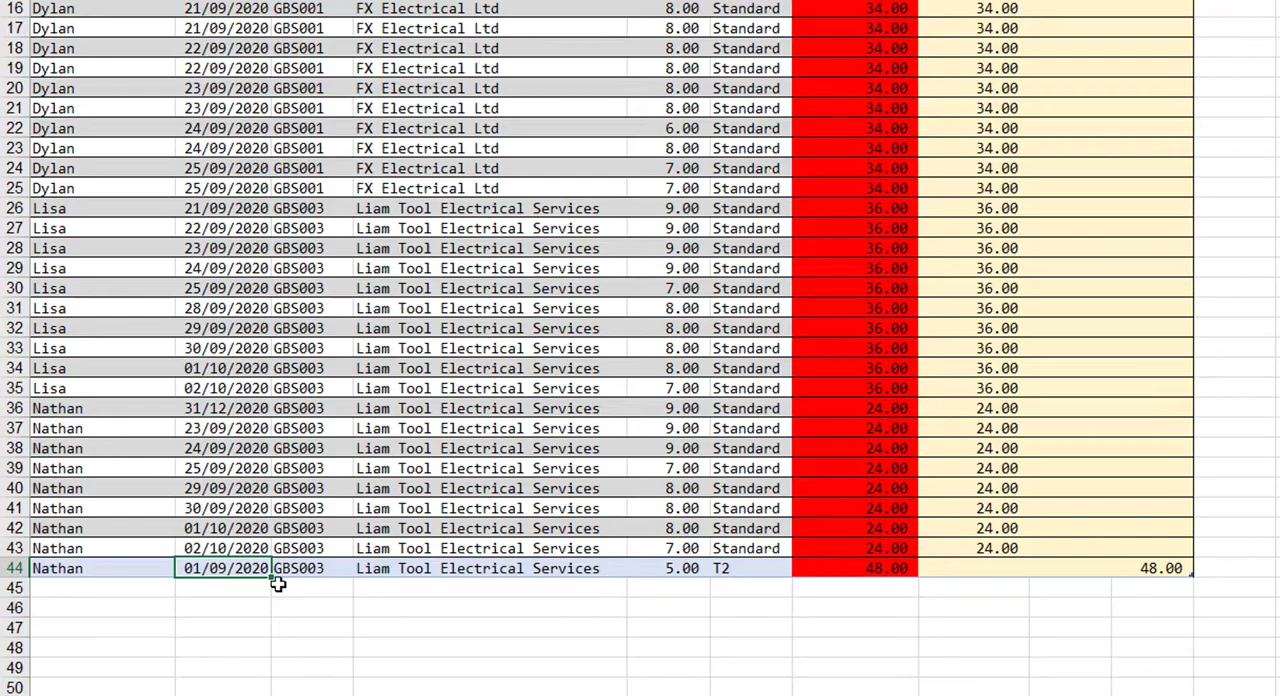 16 Dylan 21/09/2020 GBS001 FX Electrical Ltd 8.00 Standard 34.00 34.00
17 Dylan 21/09/2020 GBS001 FX Electrical Ltd 8.00 Standard 34.00 34.00
18 Dylan 22/09/2020 GBS001 FX Electrical Ltd 8.00 Standard 34.00 34.00
19 Dylan 22/09/2020 GBS001 FX Electrical Ltd 8.00 Standard 34.00 34.00
20 Dylan 23/09/2020 GBS001 FX Electrical Ltd 8.00 Standard 34.00 34.00
21 Dylan 23/09/2020 GBS001 FX Electrical Ltd 8.00 Standard 34.00 34.00
22 Dylan 24/09/2020 GBS001 FX Electrical Ltd 6.00 Standard 34.00 34.00
23 Dylan 24/09/2020 GBS001 FX Electrical Ltd 8.00 Standard 34.00 34.00
24 Dylan 25/09/2020 GBS001 FX Electrical Ltd 7.00 Standard 34.00 34.00
25 Dylan 25/09/2020 GBS001 FX Electrical Ltd 7.00 Standard 34.00 34.00
26 Lisa 21/09/2020 GBS003 Liam Tool Electrical Services 9.00 Standard 36.00 36.00
27 Lisa 22/09/2020 GBS003 Liam Tool Electrical Services 9.00 Standard 36.00 36.00
28 Lisa 23/09/2020 GBS003 Liam Tool Electrical Services 9.00 Standard 36.00 36.00
29 Lisa 24/09/2020 GBS003 Liam Tool Electrical Services 9.00 Standard 36.00 36.00
30 Lisa 25/09/2020 GBS003 Liam Tool Electrical Services 7.00 Standard 36.00 36.00
31 Lisa 28/09/2020 GBS003 Liam Tool Electrical Services 8.00 Standard 36.00 36.00
32 Lisa 29/09/2020 GBS003 Liam Tool Electrical Services 8.00 Standard 36.00 36.00
33 Lisa 30/09/2020 GBS003 Liam Tool Electrical Services 8.00 Standard 36.00 36.00
34 Lisa 01/10/2020 GBS003 Liam Tool Electrical Services 8.00 Standard 36.00 36.00
35 Lisa 02/10/2020 GBS003 Liam Tool Electrical Services 7.00 Standard 36.00 36.00
36 Nathan 31/12/2020 GBS003 Liam Tool Electrical Services 9.00 Standard 24.00 24.00
37 Nathan 23/09/2020 GBS003 Liam Tool Electrical Services 9.00 Standard 24.00 24.00
38 Nathan 24/09/2020 GBS003 Liam Tool Electrical Services 9.00 Standard 24.00 24.00
39 Nathan 25/09/2020 GBS003 Liam Tool Electrical Services 7.00 Standard 24.00 24.00
40 Nathan 29/09/2020 GBS003 Liam Tool Electrical Services 8.00 Standard 24.00 24.00
41 Nathan 30/09/2020 GBS003 Liam Tool Electrical Services 8.00 Standard 24.00 24.00
42 Nathan 01/10/2020 GBS003 Liam Tool Electrical Services 8.00 Standard 24.00 24.00
43 Nathan 02/10/2020 GBS003 Liam Tool Electrical Services 7.00 Standard 24.00 24.00
44 Nathan 01/09/2020 GBS003 Liam Tool Electrical Services 5.00 T2 48.00 48.00
45
46
47
48
49
50